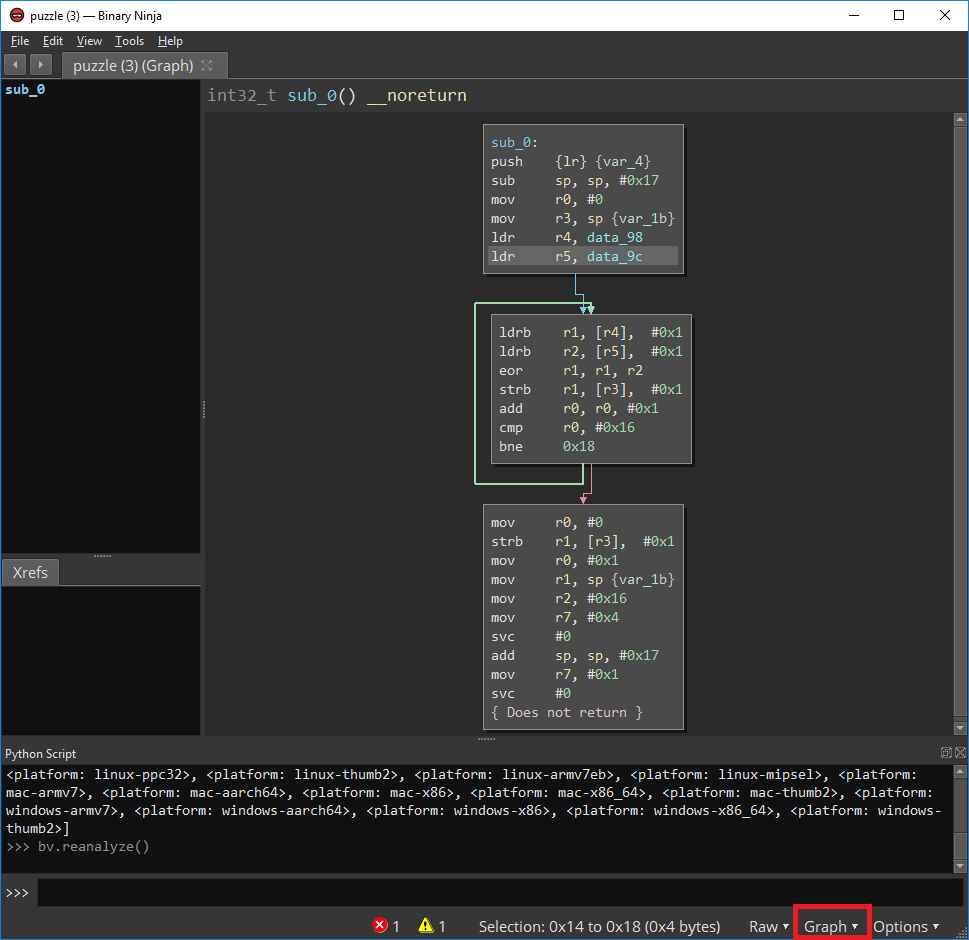 puzzle (3) — Binary Ninja
File Edit View Tools Help
puzzle (3) (Graph)
sub_0
int32_t sub_0() __noreturn
sub_0:
push {lr} {var_4}
sub sp, sp, #0x17
mov r0, #0
mov r3, sp {var_1b}
ldr r4, data_98
ldr r5, data_9c
ldrb r1, [r4], #0x1
ldrb r2, [r5], #0x1
eor r1, r1, r2
strb r1, [r3], #0x1
add r0, r0, #0x1
cmp r0, #0x16
bne 0x18
mov r0, #0
strb r1, [r3], #0x1
mov r0, #0x1
mov r1, sp {var_1b}
mov r2, #0x16
mov r7, #0x4
svc #0
add sp, sp, #0x17
mov r7, #0x1
svc #0
{ Does not return }
Xrefs
Python Script
<platform: linux-ppc32>, <platform: linux-thumb2>, <platform: linux-armv7eb>, <platform: linux-mipsel>, <platform:
mac-armv7>, <platform: mac-aarch64>, <platform: mac-x86>, <platform: mac-x86_64>, <platform: mac-thumb2>, <platform:
windows-armv7>, <platform: windows-aarch64>, <platform: windows-x86>, <platform: windows-x86_64>, <platform: windows-
thumb2>]
>>> bv.reanalyze()
>>>
1 1 Selection: 0x14 to 0x18 (0x4 bytes) Raw Graph Options